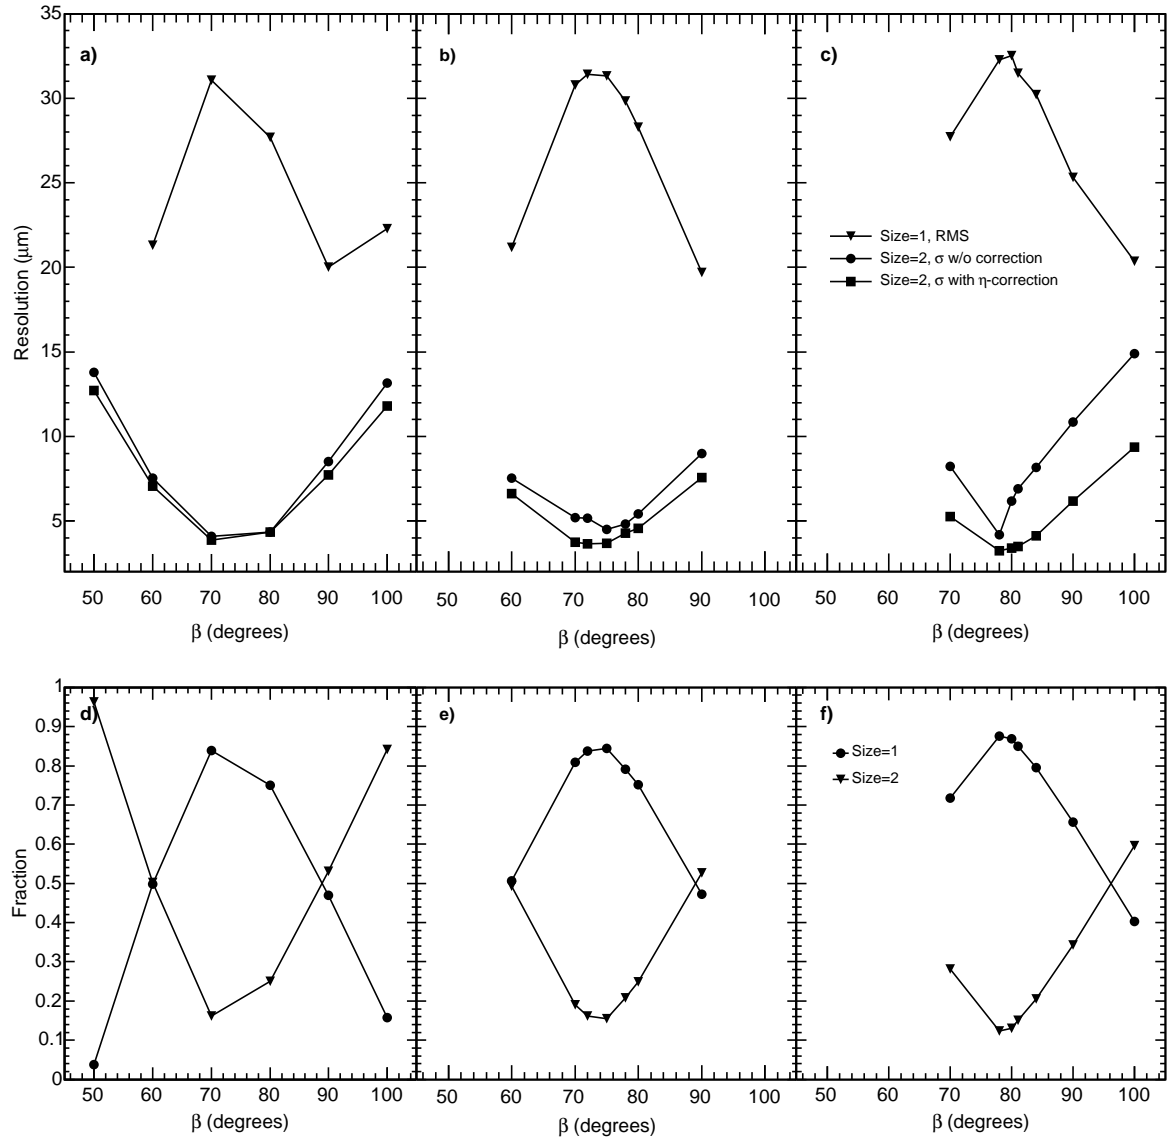 35
30
25
20
15
10
5
Resolution (μm)
a)
b)
c)
Size=1, RMS
Size=2, σ w/o correction
Size=2, σ with η-correction
50 60 70 80 90 100
50 60 70 80 90 100
50 60 70 80 90 100
β (degrees)
β (degrees)
β (degrees)
1
0.9
0.8
0.7
0.6
0.5
0.4
0.3
0.2
0.1
0
Fraction
d)
e)
f)
Size=1
Size=2
50 60 70 80 90 100
50 60 70 80 90 100
50 60 70 80 90 100
β (degrees)
β (degrees)
β (degrees)